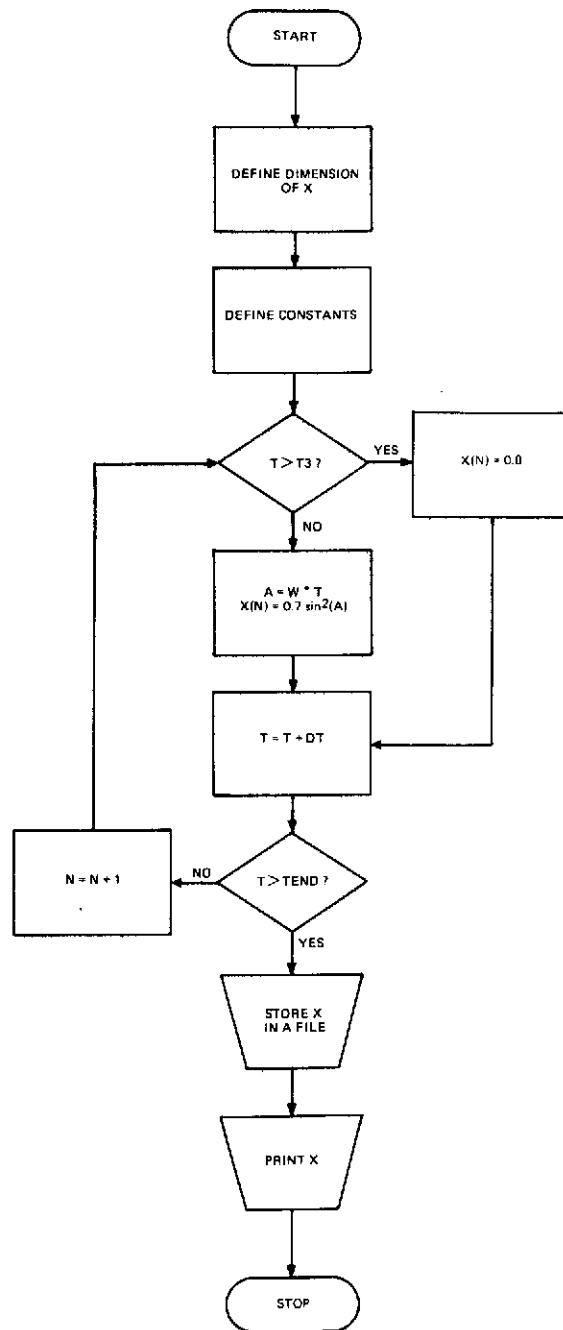 START
DEFINE DIMENSION
OF X
DEFINE CONSTANTS
T > T3 ?
YES
X(N) = 0.0
NO
A = W * T
X(N) = 0.7 sin²(A)
T = T + DT
N = N + 1
NO
T > TEND ?
YES
STORE X
IN A FILE
PRINT X
STOP